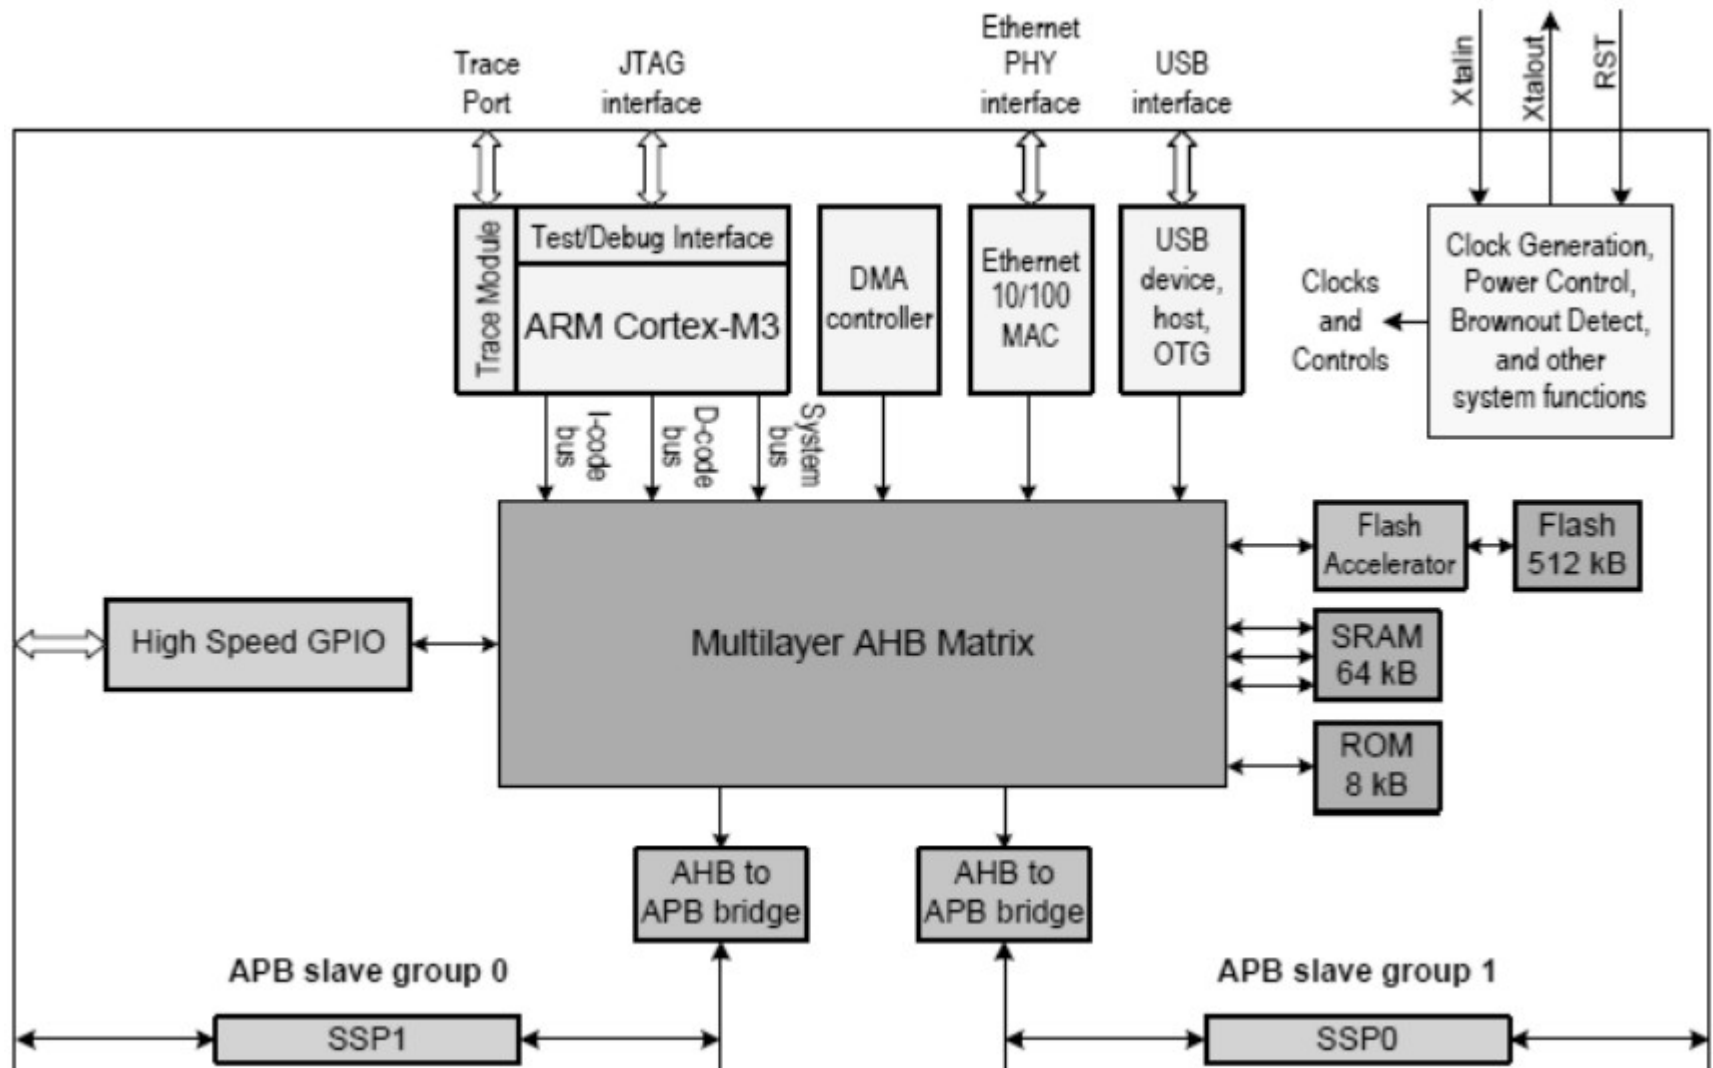 Trace
Port
JTAG
interface
Ethernet
PHY
interface
USB
interface
Xtalin
Xtalout
RST
Trace Module
Test/Debug Interface
ARM Cortex-M3
DMA
controller
Ethernet
10/100
MAC
USB
device,
host,
OTG
Clocks
and
Controls
Clock Generation,
Power Control,
Brownout Detect,
and other
system functions
I-code
bus
D-code
bus
System
bus
Multilayer AHB Matrix
High Speed GPIO
Flash
Accelerator
Flash
512 kB
SRAM
64 kB
ROM
8 kB
AHB to
APB bridge
AHB to
APB bridge
APB slave group 0
APB slave group 1
SSP1
SSP0